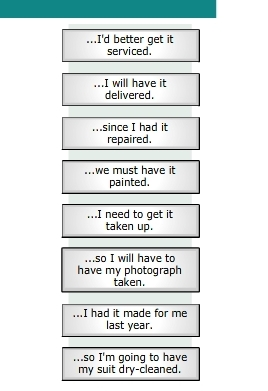 ...I'd better get it
serviced.
...I will have it
delivered.
...since I had it
repaired.
...we must have it
painted.
...I need to get it
taken up.
...so I will have to
have my photograph
taken.
...I had it made for me
last year.
...so I'm going to have
my suit dry-cleaned.